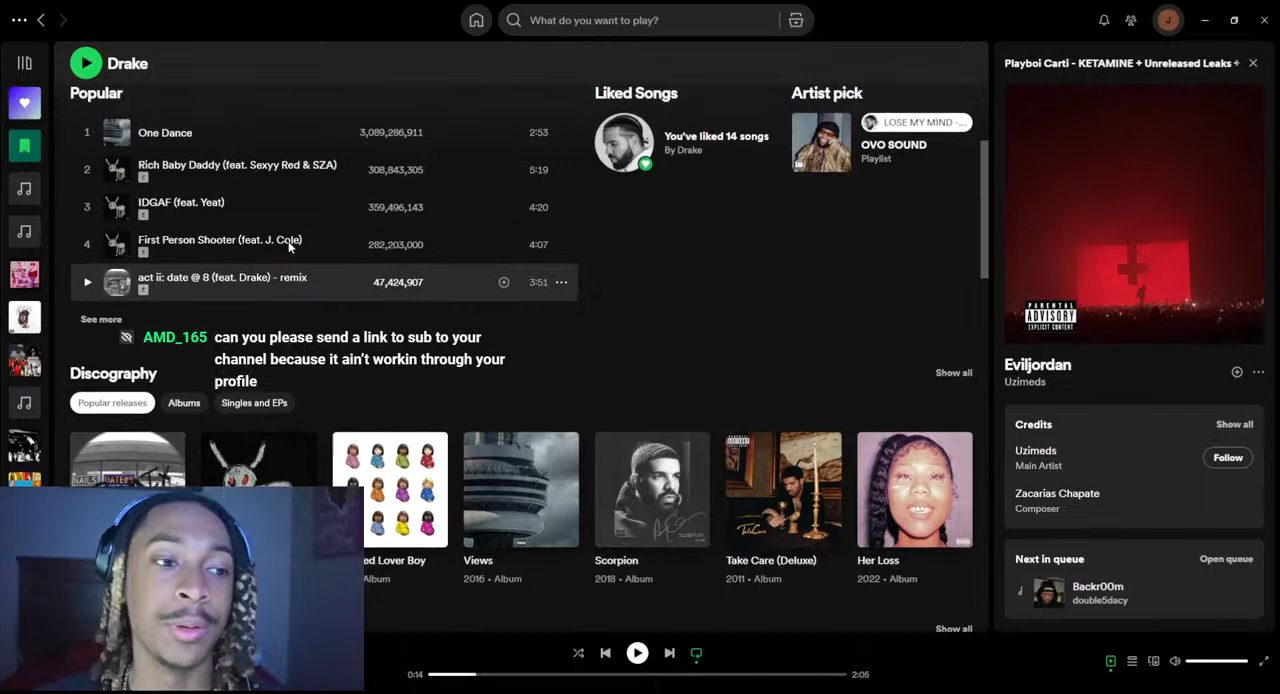 What do you want to play?
J
Drake
Popular
1 One Dance 3,089,286,911 2:53
2 Rich Baby Daddy (feat. Sexyy Red & SZA) 308,843,305 5:19
E
3 IDGAF (feat. Yeat) 359,496,143 4:20
E
4 First Person Shooter (feat. J. Cole) 282,203,000 4:07
E
act ii: date @ 8 (feat. Drake) - remix 47,424,907 3:51
E
See more
Liked Songs
You've liked 14 songs
By Drake
Artist pick
LOSE MY MIND -...
OVO SOUND
Playlist
AMD_165 can you please send a link to sub to your
channel because it ain't workin through your
profile
Discography
Show all
Popular releases Albums Singles and EPs
NAILS
ed Lover Boy
Album
Views
2016 • Album
Scorpion
2018 • Album
Take Care (Deluxe)
2011 • Album
Her Loss
2022 • Album
Show all
Playboi Carti - KETAMINE + Unreleased Leaks +
PARENTAL
ADVISORY
EXPLICIT CONTENT
Eviljordan
Uzimeds
Credits
Show all
Uzimeds
Main Artist
Follow
Zacarias Chapate
Composer
Next in queue
Open queue
Backr00m
double5dacy
0:14
2:05